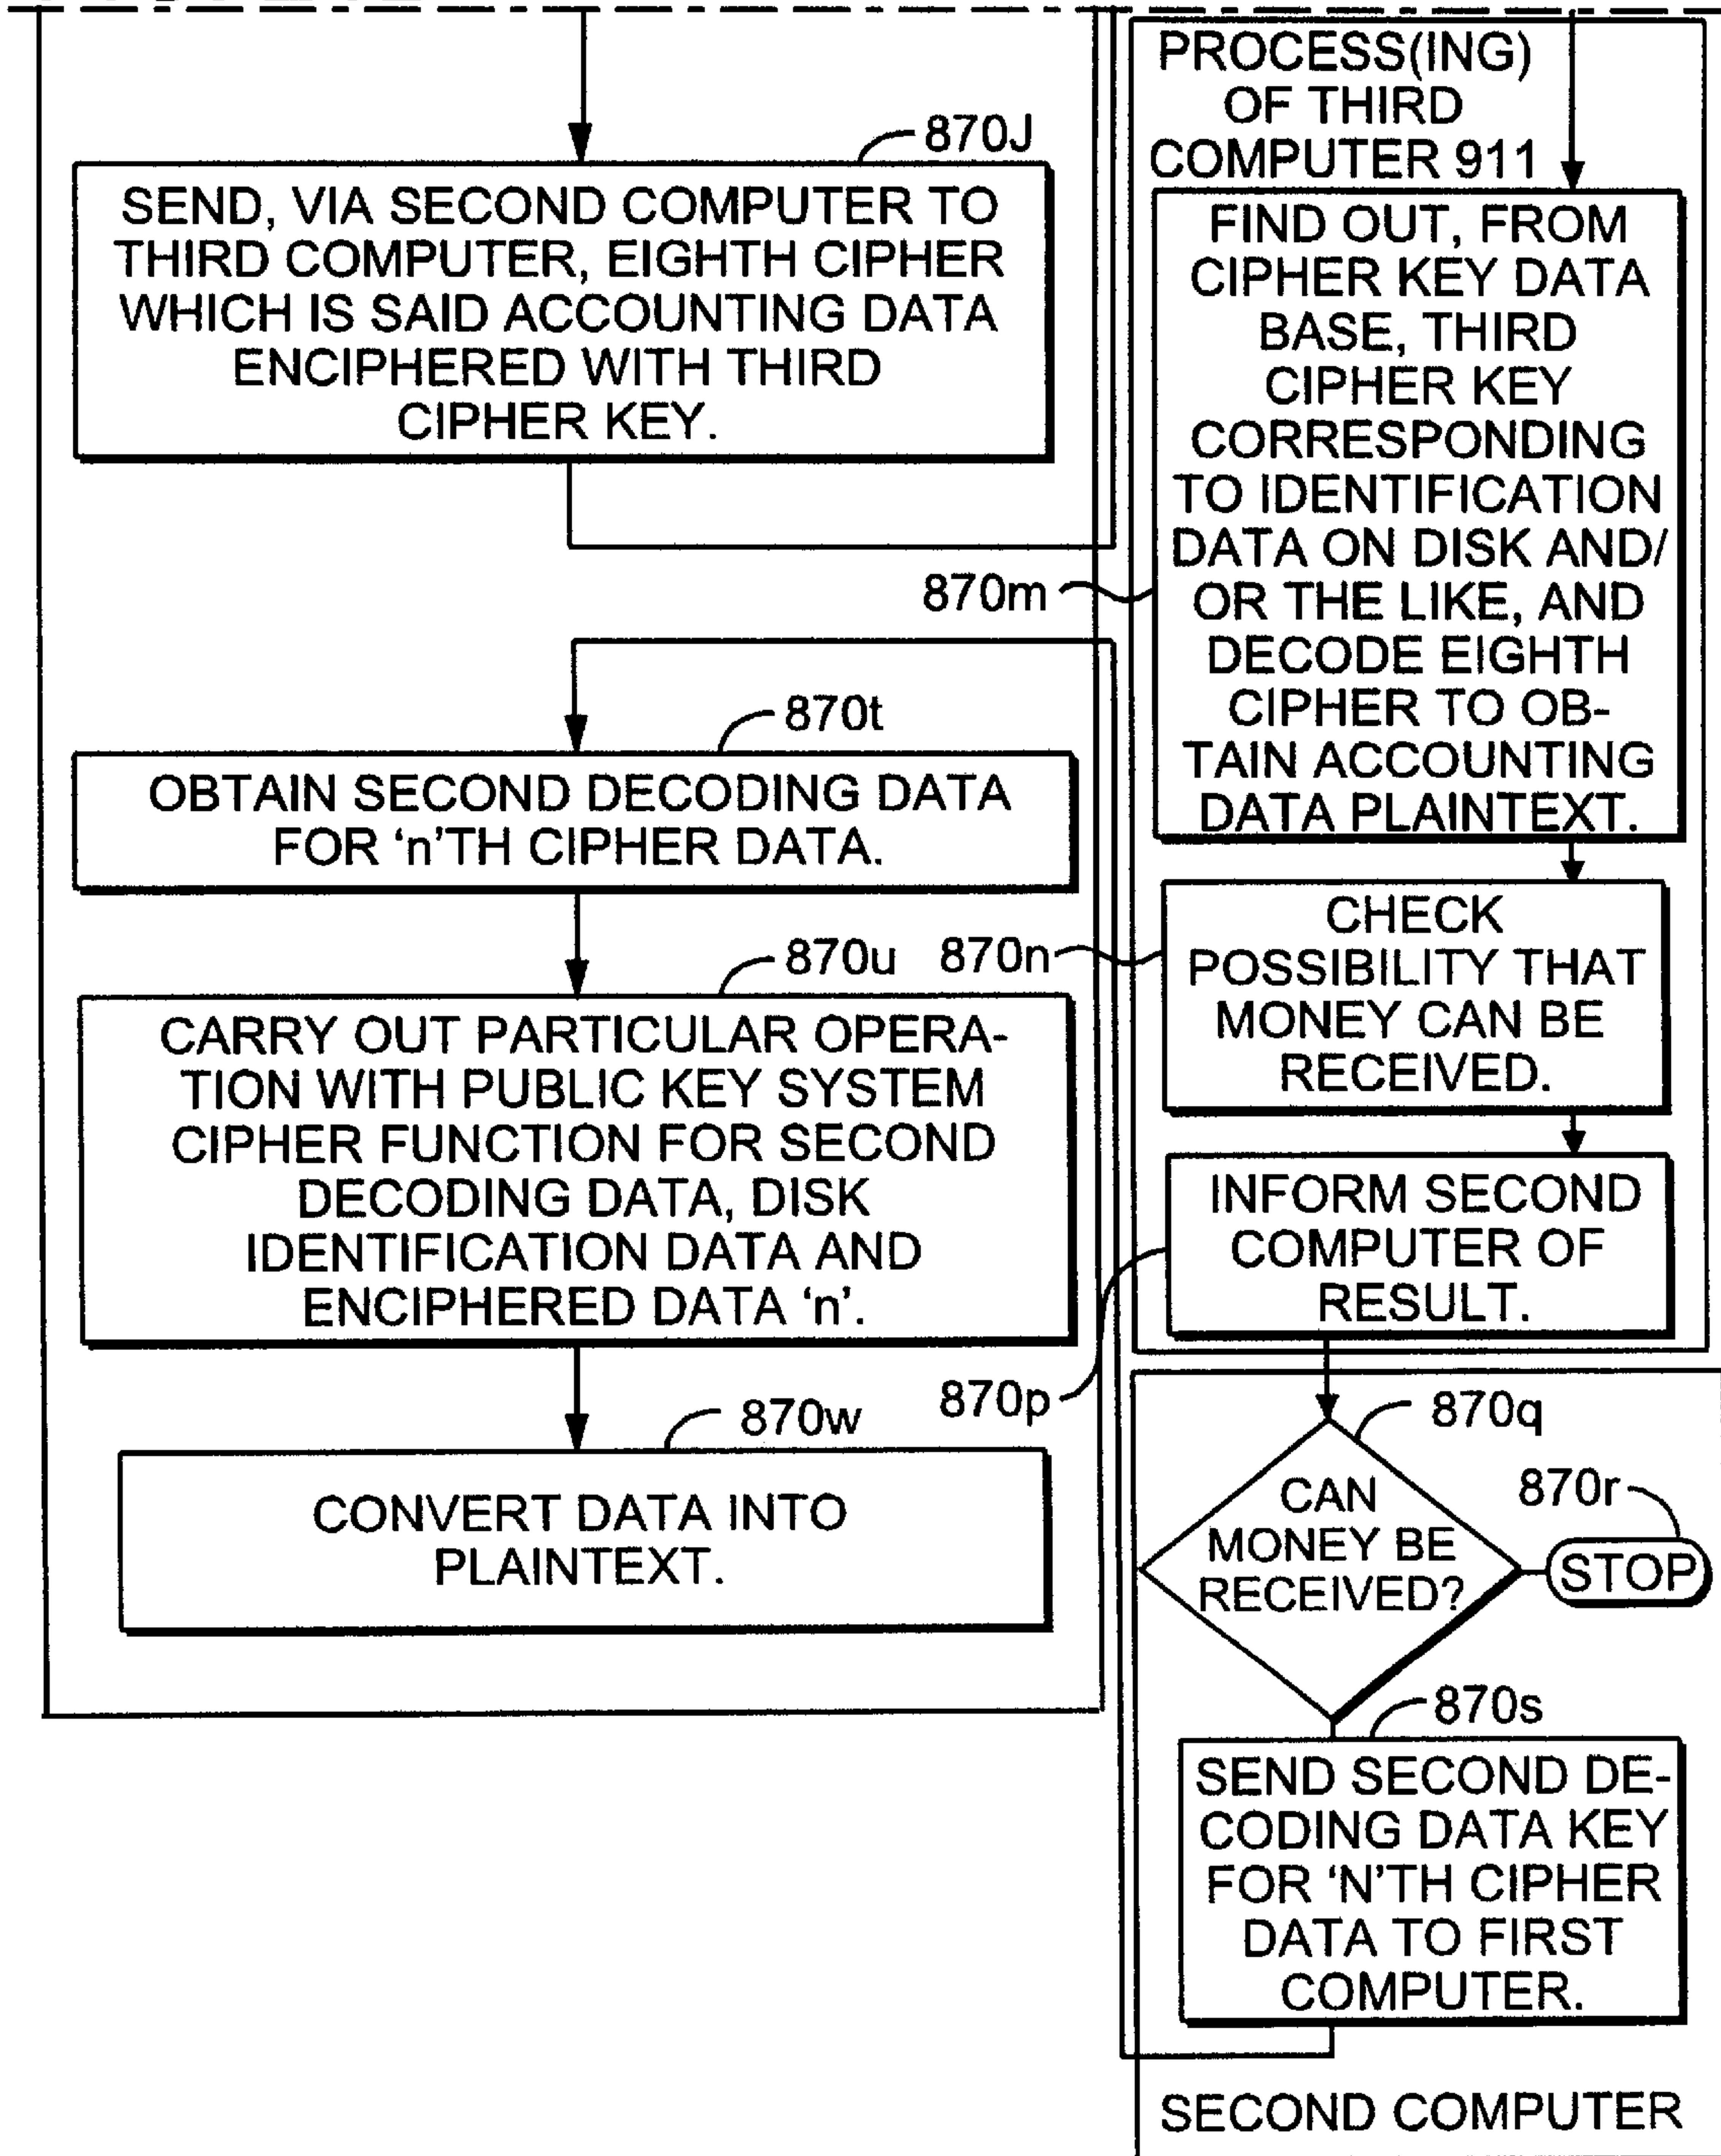 870J
SEND, VIA SECOND COMPUTER TO
THIRD COMPUTER, EIGHTH CIPHER
WHICH IS SAID ACCOUNTING DATA
ENCIPHERED WITH THIRD
CIPHER KEY.
870t
OBTAIN SECOND DECODING DATA
FOR ‘n’TH CIPHER DATA.
870u
CARRY OUT PARTICULAR OPERA-
TION WITH PUBLIC KEY SYSTEM
CIPHER FUNCTION FOR SECOND
DECODING DATA, DISK
IDENTIFICATION DATA AND
ENCIPHERED DATA ‘n’.
870w
CONVERT DATA INTO
PLAINTEXT.
PROCESS(ING)
OF THIRD
COMPUTER 911
870m
FIND OUT, FROM
CIPHER KEY DATA
BASE, THIRD
CIPHER KEY
CORRESPONDING
TO IDENTIFICATION
DATA ON DISK AND/
OR THE LIKE, AND
DECODE EIGHTH
CIPHER TO OB-
TAIN ACCOUNTING
DATA PLAINTEXT.
870n
CHECK
POSSIBILITY THAT
MONEY CAN BE
RECEIVED.
870p
INFORM SECOND
COMPUTER OF
RESULT.
870q
CAN
MONEY BE
RECEIVED?
870r
STOP
870s
SEND SECOND DE-
CODING DATA KEY
FOR ‘N’TH CIPHER
DATA TO FIRST
COMPUTER.
SECOND COMPUTER